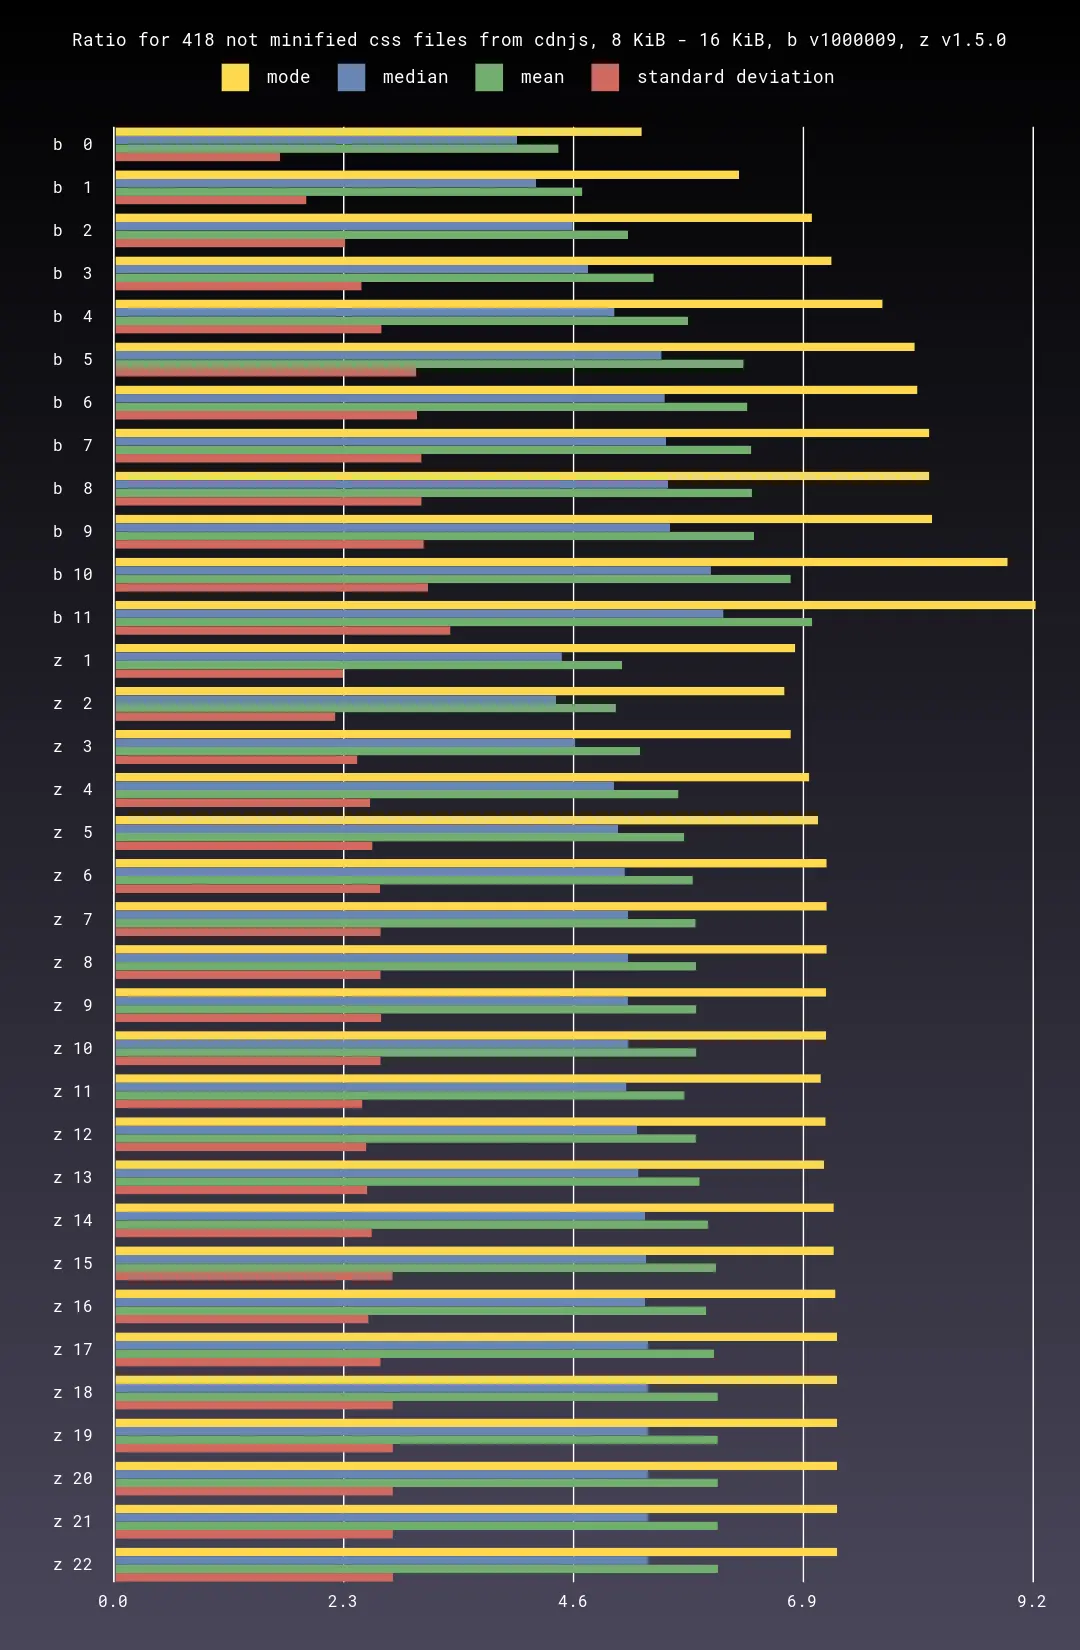 Ratio for 418 not minified css files from cdnjs, 8 KiB - 16 KiB, b v1000009, z v1.5.0
mode median mean standard deviation
b 0
b 1
b 2
b 3
b 4
b 5
b 6
b 7
b 8
b 9
b 10
b 11
z 1
z 2
z 3
z 4
z 5
z 6
z 7
z 8
z 9
z 10
z 11
z 12
z 13
z 14
z 15
z 16
z 17
z 18
z 19
z 20
z 21
z 22
0.0 2.3 4.6 6.9 9.2